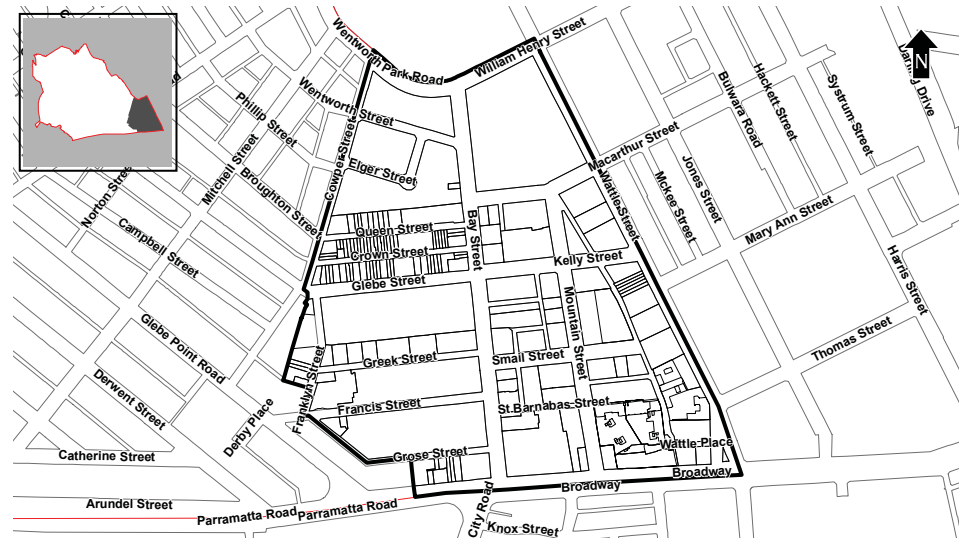 Wentworth Park Road
William Henry Street
Darling Drive
N
Hackett Street
Systrum Street
Bulwara Road
Wentworth Street
Phillip Street
Mitchell Street
Cowper Street
Macarthur Street
Jones Street
McKee Street
Elger Street
Broughton Street
Norton Street
Wattle Street
Mary Ann Street
Campbell Street
Queen Street
Bay Street
Crown Street
Kelly Street
Harris Street
Glebe Street
Glebe Point Road
Mountain Street
Thomas Street
Greek Street
Smail Street
Franklyn Street
Derwent Street
Derby Place
Francis Street
St Barnabas Street
Wattle Place
Catherine Street
Grose Street
Broadway
Broadway
Arundel Street
Parramatta Road
Parramatta Road
City Road
Knox Street